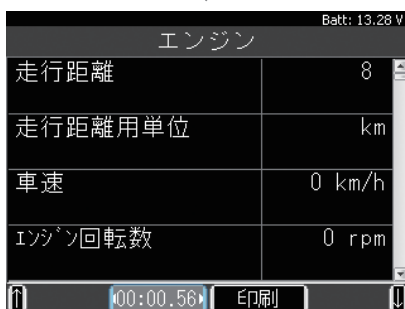 Batt: 13.28 V
エンジン
走行距離 8
走行距離用単位 km
車速 0 km/h
ｴﾝｼﾞﾝ回転数 0 rpm
00:00.56 印刷